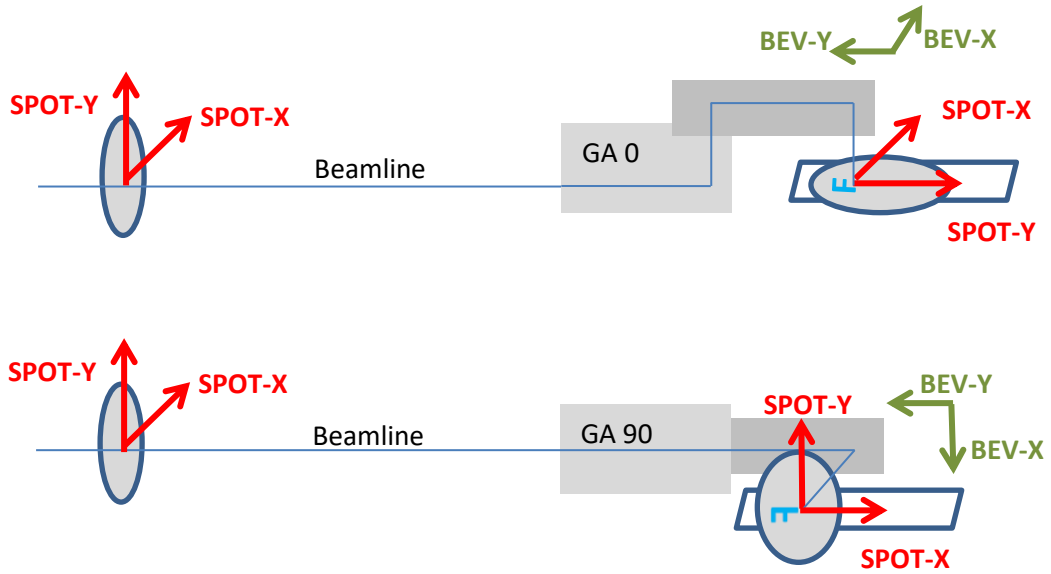 BEV-Y
BEV-X
SPOT-Y
SPOT-X
SPOT-X
Beamline
GA 0
F
SPOT-Y
SPOT-Y
SPOT-X
Beamline
GA 90
SPOT-Y
BEV-Y
BEV-X
F
SPOT-X